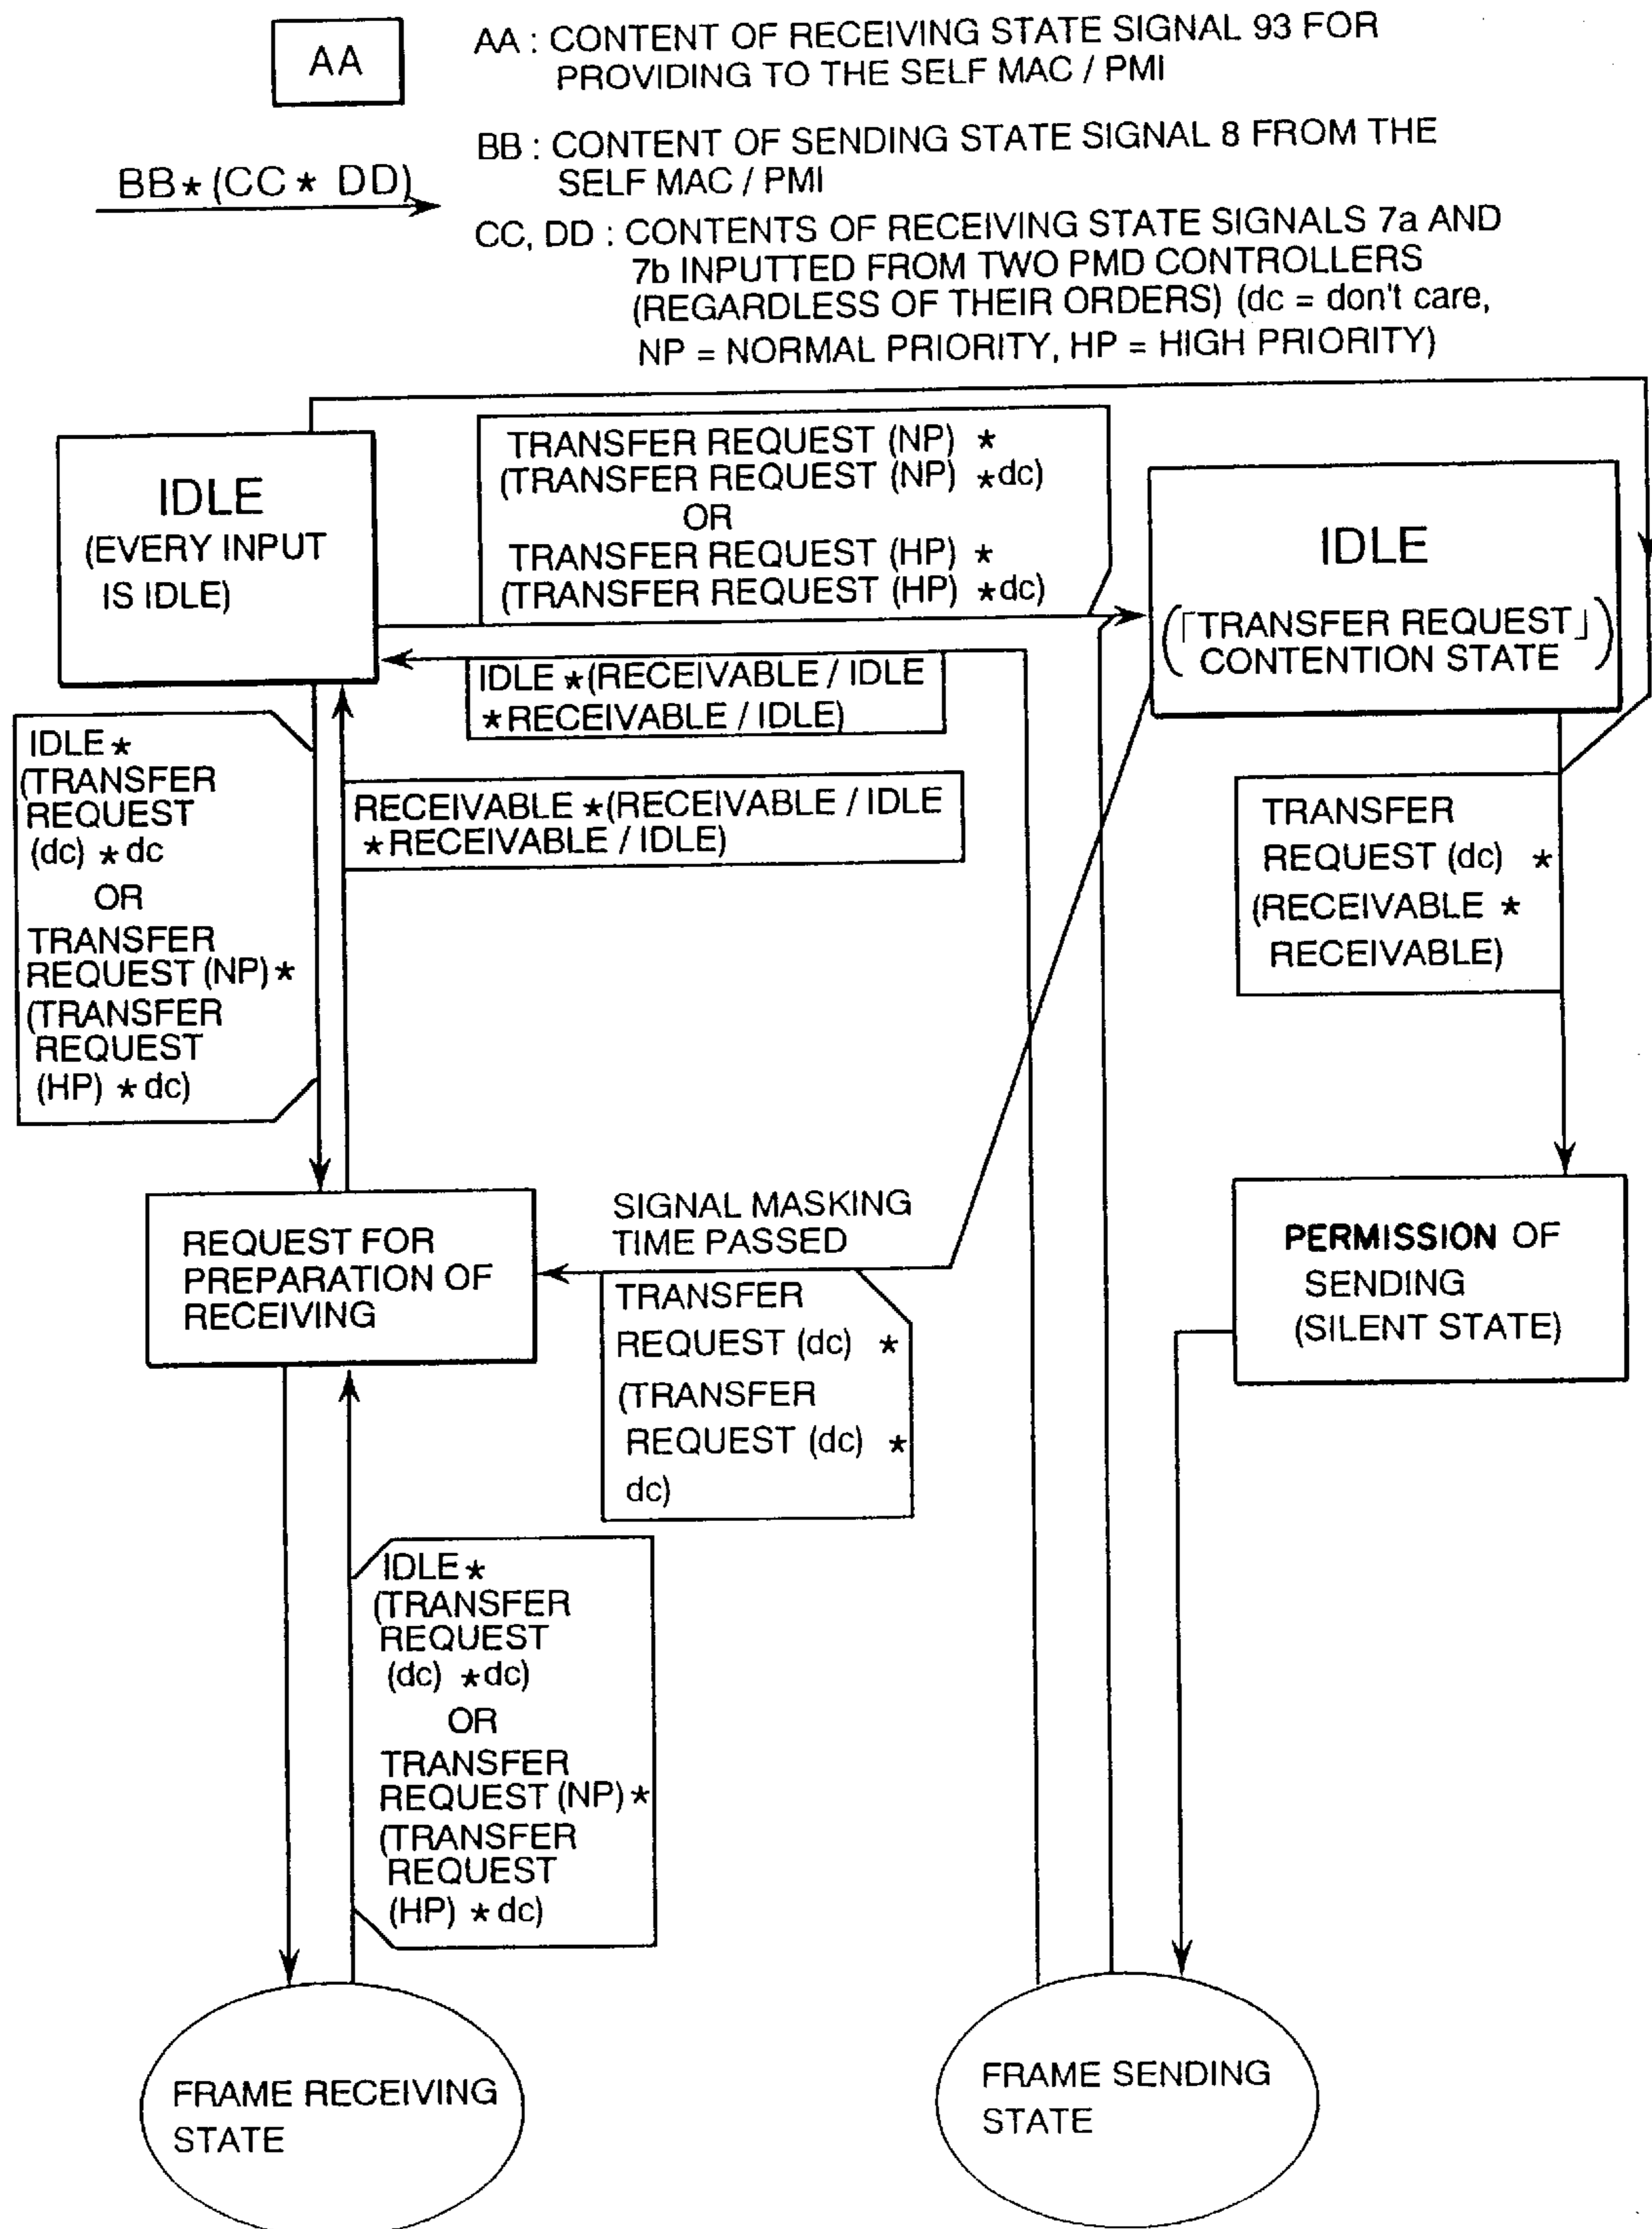 AA
AA : CONTENT OF RECEIVING STATE SIGNAL 93 FOR
PROVIDING TO THE SELF MAC / PMI
BB★(CC★ DD)
BB : CONTENT OF SENDING STATE SIGNAL 8 FROM THE
SELF MAC / PMI
CC, DD : CONTENTS OF RECEIVING STATE SIGNALS 7a AND
7b INPUTTED FROM TWO PMD CONTROLLERS
(REGARDLESS OF THEIR ORDERS) (dc = don't care,
NP = NORMAL PRIORITY, HP = HIGH PRIORITY)
IDLE
(EVERY INPUT
IS IDLE)
TRANSFER REQUEST (NP) ★
(TRANSFER REQUEST (NP) ★dc)
OR
TRANSFER REQUEST (HP) ★
(TRANSFER REQUEST (HP) ★dc)
IDLE
(「TRANSFER REQUEST」
CONTENTION STATE)
IDLE ★(RECEIVABLE / IDLE
★RECEIVABLE / IDLE)
RECEIVABLE ★(RECEIVABLE / IDLE
★RECEIVABLE / IDLE)
IDLE★
(TRANSFER
REQUEST
(dc) ★dc
OR
TRANSFER
REQUEST (NP)★
(TRANSFER
REQUEST
(HP) ★dc)
TRANSFER
REQUEST (dc) ★
(RECEIVABLE ★
RECEIVABLE)
REQUEST FOR
PREPARATION OF
RECEIVING
SIGNAL MASKING
TIME PASSED
TRANSFER
REQUEST (dc) ★
(TRANSFER
REQUEST (dc) ★
dc)
PERMISSION OF
SENDING
(SILENT STATE)
IDLE★
(TRANSFER
REQUEST
(dc) ★dc)
OR
TRANSFER
REQUEST (NP)★
(TRANSFER
REQUEST
(HP) ★dc)
FRAME RECEIVING
STATE
FRAME SENDING
STATE